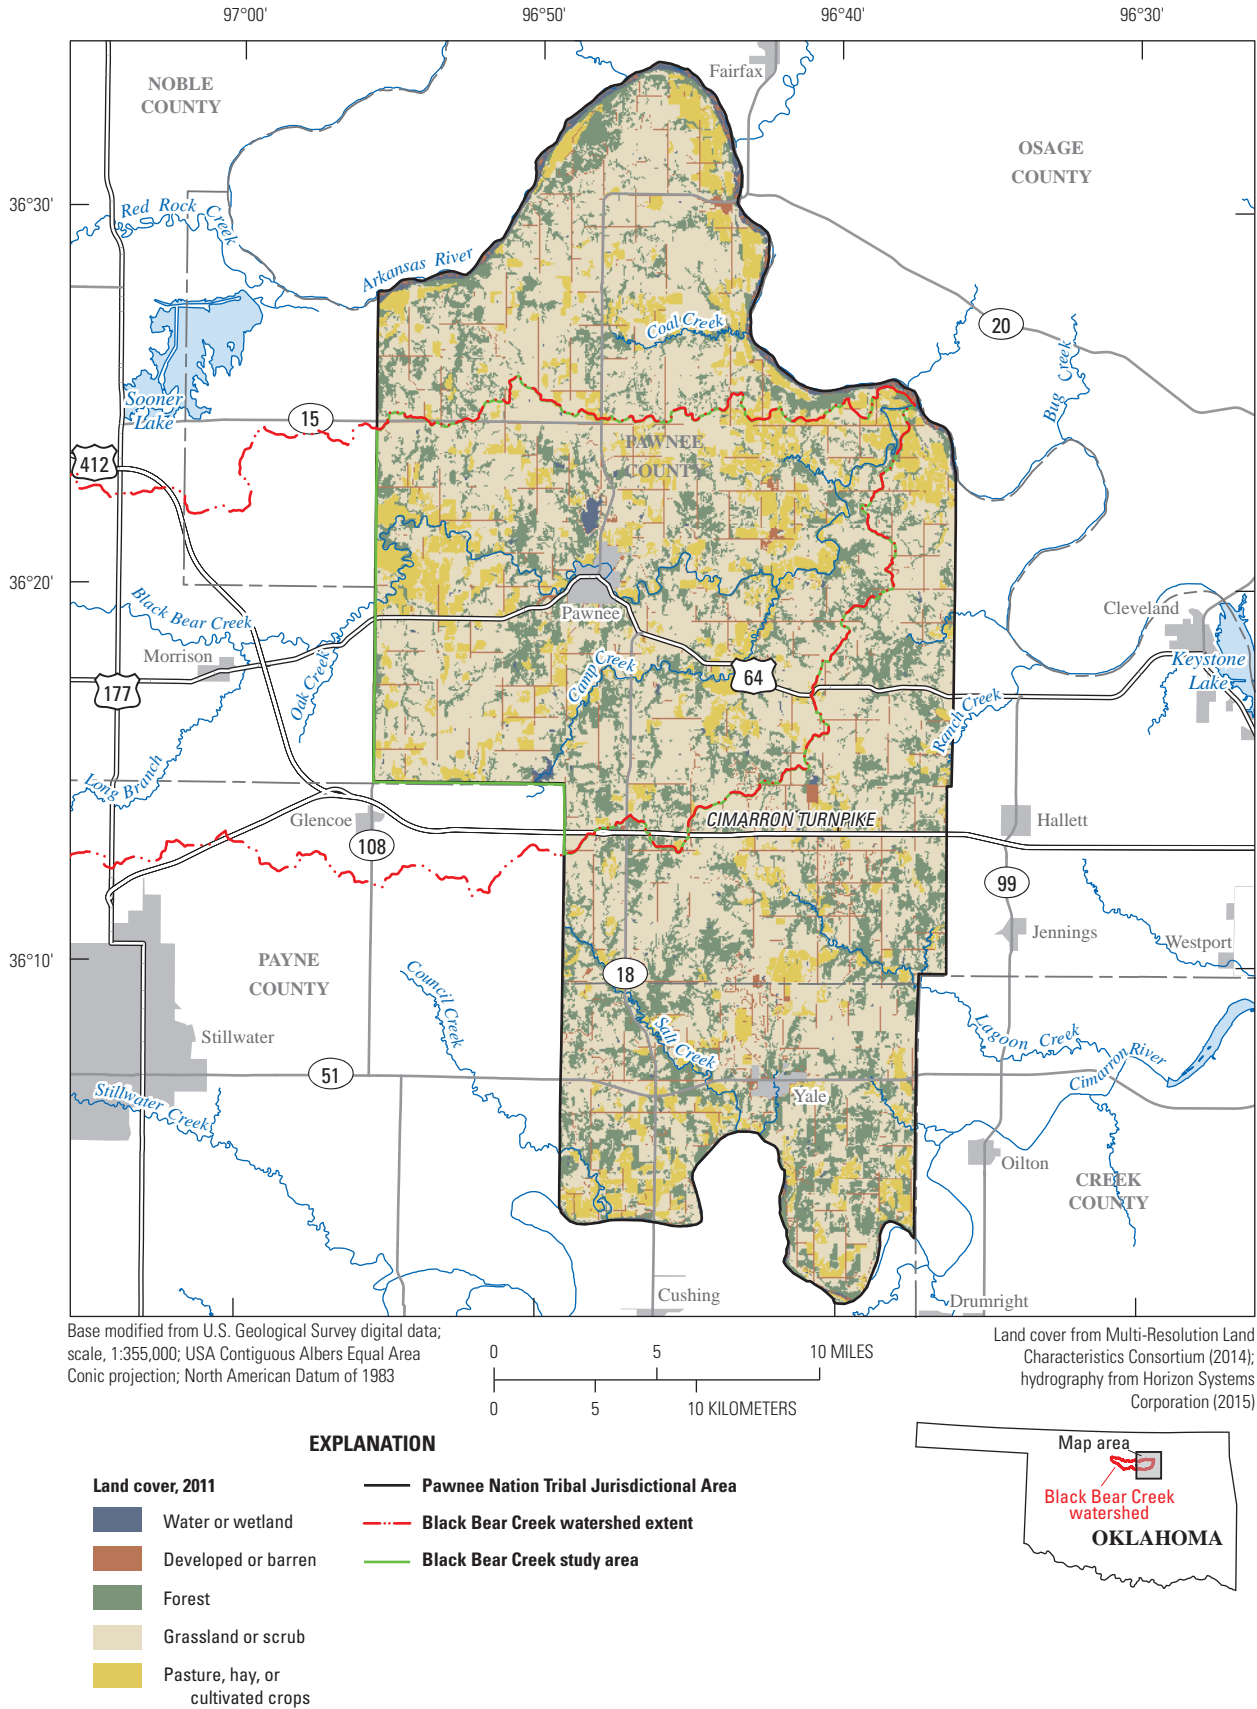 97°00'
96°50'
96°40'
96°30'
Fairfax
NOBLE
COUNTY
OSAGE
COUNTY
36°30'
Red Rock Creek
Arkansas River
Coal Creek
20
Bug Creek
Sooner
Lake
15
PAWNEE
COUNTY
412
36°20'
Black Bear Creek
Pawnee
Cleveland
Morrison
Oak Creek
Camp Creek
Keystone
Lake
64
177
Ranch Creek
Long Branch
Glencoe
CIMARRON TURNPIKE
Hallett
108
99
Jennings
Westport
36°10'
PAYNE
COUNTY
Council Creek
18
Stillwater
Salt Creek
Lagoon Creek
Cimarron River
51
Stillwater Creek
Yale
Oilton
CREEK
COUNTY
Cushing
Drumright
Base modified from U.S. Geological Survey digital data;
scale, 1:355,000; USA Contiguous Albers Equal Area
Conic projection; North American Datum of 1983
0 5 10 MILES
0 5 10 KILOMETERS
Land cover from Multi-Resolution Land
Characteristics Consortium (2014);
hydrography from Horizon Systems
Corporation (2015)
EXPLANATION
Land cover, 2011
Water or wetland
Developed or barren
Forest
Grassland or scrub
Pasture, hay, or
cultivated crops
Pawnee Nation Tribal Jurisdictional Area
Black Bear Creek watershed extent
Black Bear Creek study area
Map area
Black Bear Creek
watershed
OKLAHOMA